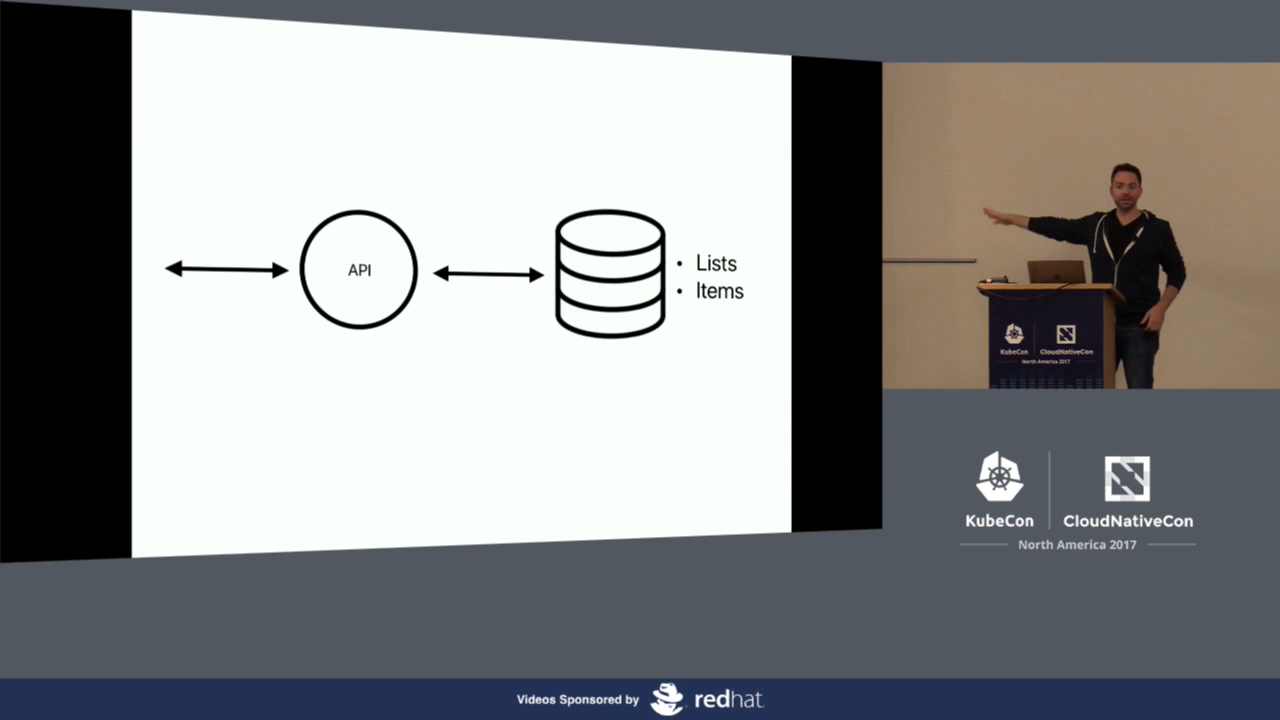 API
• Lists
• Items
KubeCon
CloudNativeCon
North America 2017
KubeCon
CloudNativeCon
North America 2017
Videos Sponsored by
redhat